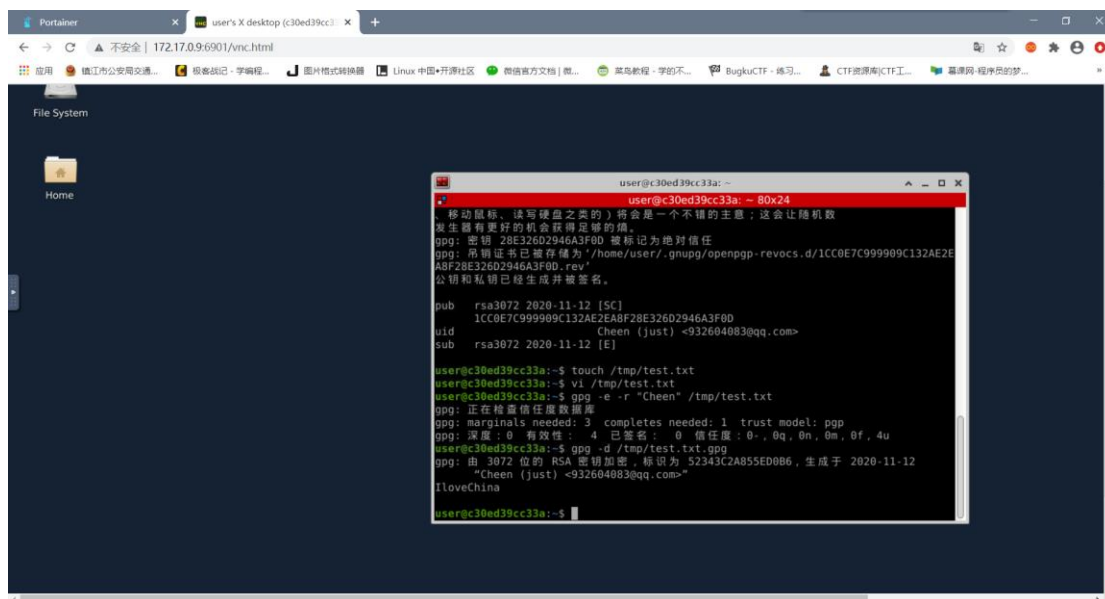 Portainer
user's X desktop (c30ed39cc33
不安全 | 172.17.0.9:6901/vnc.html
应用
镇江市公安局交通...
极客战记 - 学编程...
图片格式转换器
Linux 中国◆开源社区
微信官方文档 | 微...
菜鸟教程 - 学的不...
BugkuCTF - 练习...
CTF资源库|CTF工...
慕课网-程序员的梦...
File System
Home
user@c30ed39cc33a: ~
user@c30ed39cc33a: ~ 80x24
、移动鼠标、读写硬盘之类的）将会是一个不错的主意；这会让随机数
发生器有更好的机会获得足够的熵。
gpg: 密钥 28E326D2946A3F0D 被标记为绝对信任
gpg: 吊销证书已被存储为‘/home/user/.gnupg/openpgp-revocs.d/1CC0E7C999909C132AE2E
A8F28E326D2946A3F0D.rev’
公钥和私钥已经生成并被签名。
pub rsa3072 2020-11-12 [SC]
1CC0E7C999909C132AE2EA8F28E326D2946A3F0D
uid Cheen (just) <932604083@qq.com>
sub rsa3072 2020-11-12 [E]
user@c30ed39cc33a:~$ touch /tmp/test.txt
user@c30ed39cc33a:~$ vi /tmp/test.txt
user@c30ed39cc33a:~$ gpg -e -r "Cheen" /tmp/test.txt
gpg: 正在检查信任度数据库
gpg: marginals needed: 3 completes needed: 1 trust model: pgp
gpg: 深度：0 有效性： 4 已签名： 0 信任度：0-，0q，0n，0m，0f，4u
user@c30ed39cc33a:~$ gpg -d /tmp/test.txt.gpg
gpg: 由 3072 位的 RSA 密钥加密，标识为 52343C2A855ED0B6，生成于 2020-11-12
“Cheen (just) <932604083@qq.com>”
IloveChina
user@c30ed39cc33a:~$